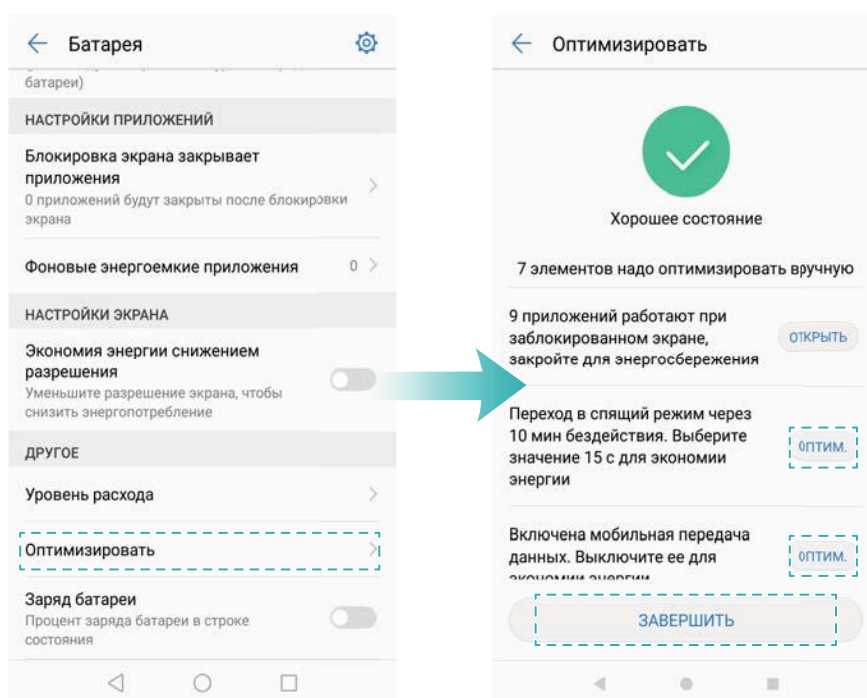 Батарея
батареи)
НАСТРОЙКИ ПРИЛОЖЕНИЙ
Блокировка экрана закрывает
приложения
0 приложений будут закрыты после блокировки
экрана
Фоновые энергоемкие приложения 0
НАСТРОЙКИ ЭКРАНА
Экономия энергии снижением
разрешения
Уменьшите разрешение экрана, чтобы
снизить энергопотребление
ДРУГОЕ
Уровень расхода
Оптимизировать
Заряд батареи
Процент заряда батареи в строке
состояния
Оптимизировать
Хорошее состояние
7 элементов надо оптимизировать вручную
9 приложений работают при
заблокированном экране,
закройте для энергосбережения
ОТКРЫТЬ
Переход в спящий режим через
10 мин бездействия. Выберите
значение 15 с для экономии
энергии
ОПТИМ.
Включена мобильная передача
данных. Выключите ее для
экономии энергии
ОПТИМ.
ЗАВЕРШИТЬ